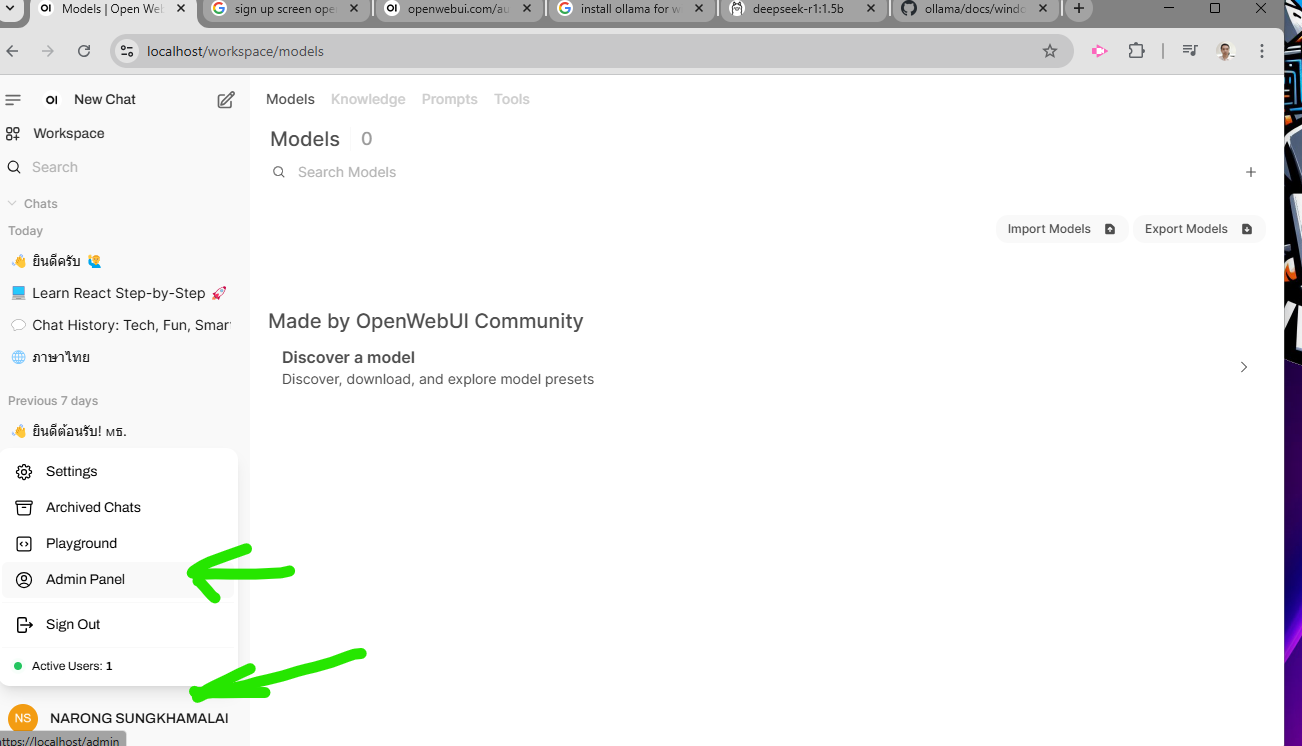 Models | Open Web
sign up screen ope
openwebui.com/au
install ollama for w
deepseek-r1:1.5b
ollama/docs/windo
localhost/workspace/models
OI New Chat
Workspace
Search
Chats
Today
👋 ยินดีครับ 🙋‍♂️
💻 Learn React Step-by-Step 🚀
💬 Chat History: Tech, Fun, Smar
🌐 ภาษาไทย
Previous 7 days
👋 ยินดีต้อนรับ! мธ.
Settings
Archived Chats
Playground
Admin Panel
Sign Out
Active Users: 1
NS NARONG SUNGKHAMALAI
https://localhost/admin
Models Knowledge Prompts Tools
Models 0
Search Models
Import Models
Export Models
Made by OpenWebUI Community
Discover a model
Discover, download, and explore model presets